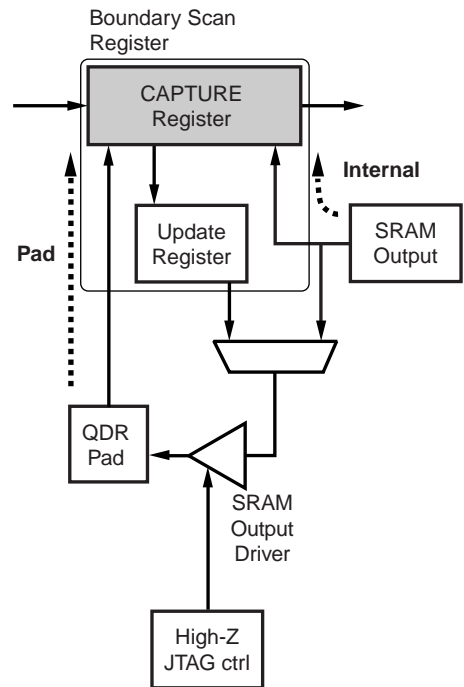 Boundary Scan
Register
CAPTURE
Register
Internal
Update
Register
SRAM
Output
Pad
QDR
Pad
SRAM
Output
Driver
High-Z
JTAG ctrl